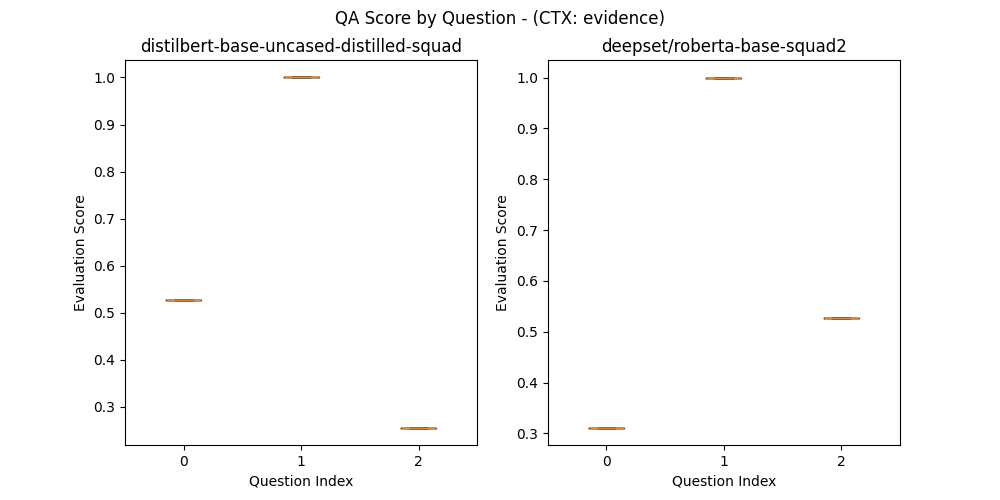 QA Score by Question - (CTX: evidence)
distilbert-base-uncased-distilled-squad
Evaluation Score
1.0
0.9
0.8
0.7
0.6
0.5
0.4
0.3
0 1 2
Question Index
deepset/roberta-base-squad2
Evaluation Score
1.0
0.9
0.8
0.7
0.6
0.5
0.4
0.3
0 1 2
Question Index